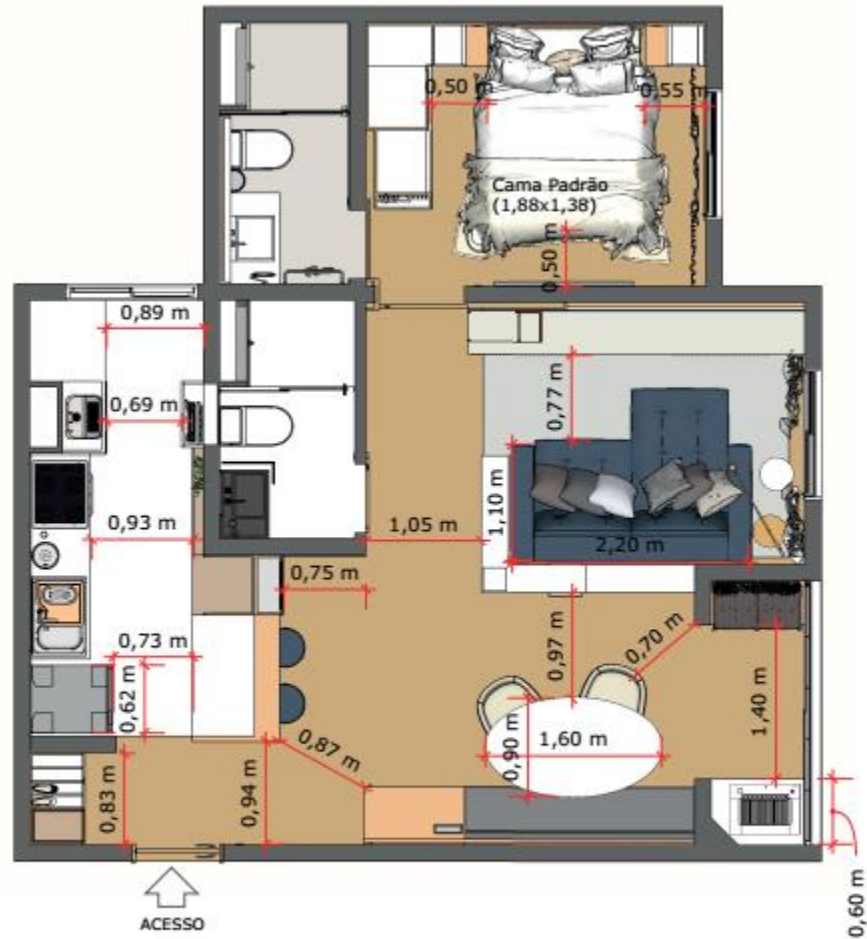 0,50 m
0,55 m
Cama Padrão
(1,88x1,38)
0,50 m
0,89 m
0,69 m
0,77 m
0,93 m
1,10 m
1,05 m
2,20 m
0,75 m
0,73 m
0,62 m
0,97 m
0,70 m
1,40 m
0,90 m
1,60 m
0,87 m
0,83 m
0,94 m
0,60 m
ACESSO